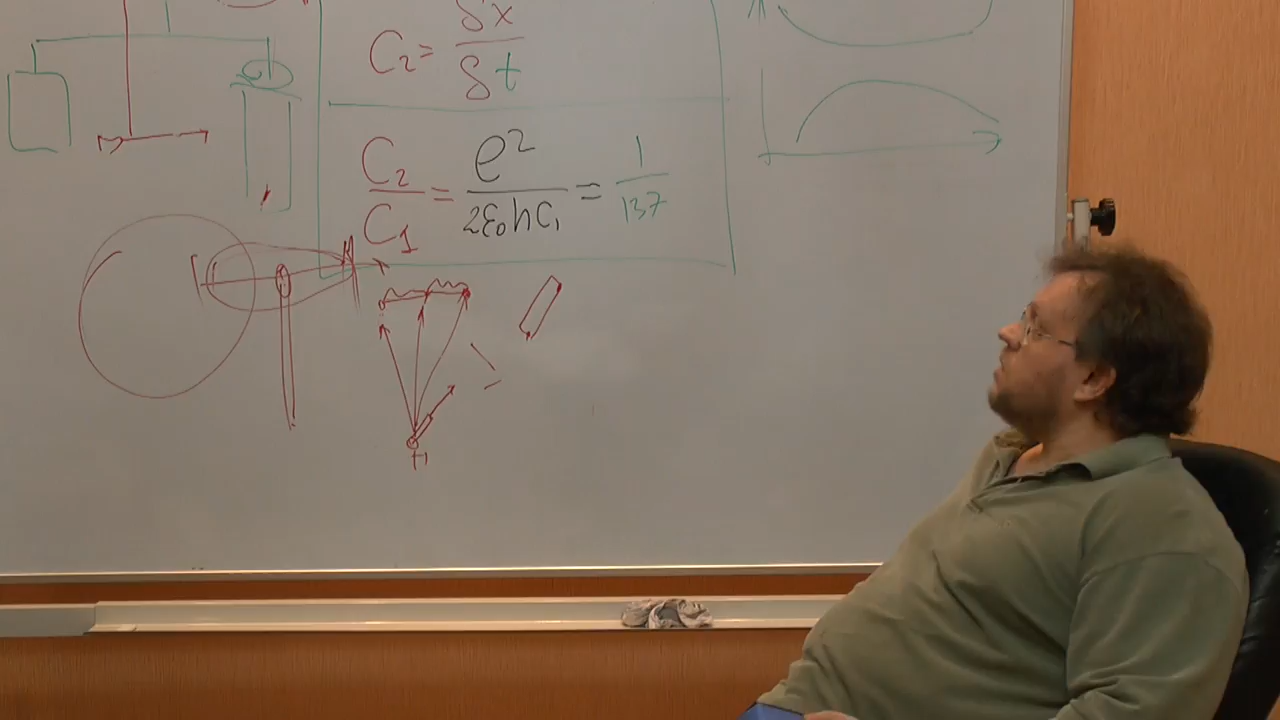 C₂ = δx / δt
C₂ / C₁ = e² / 2ε₀hC₁ = 1 / 137